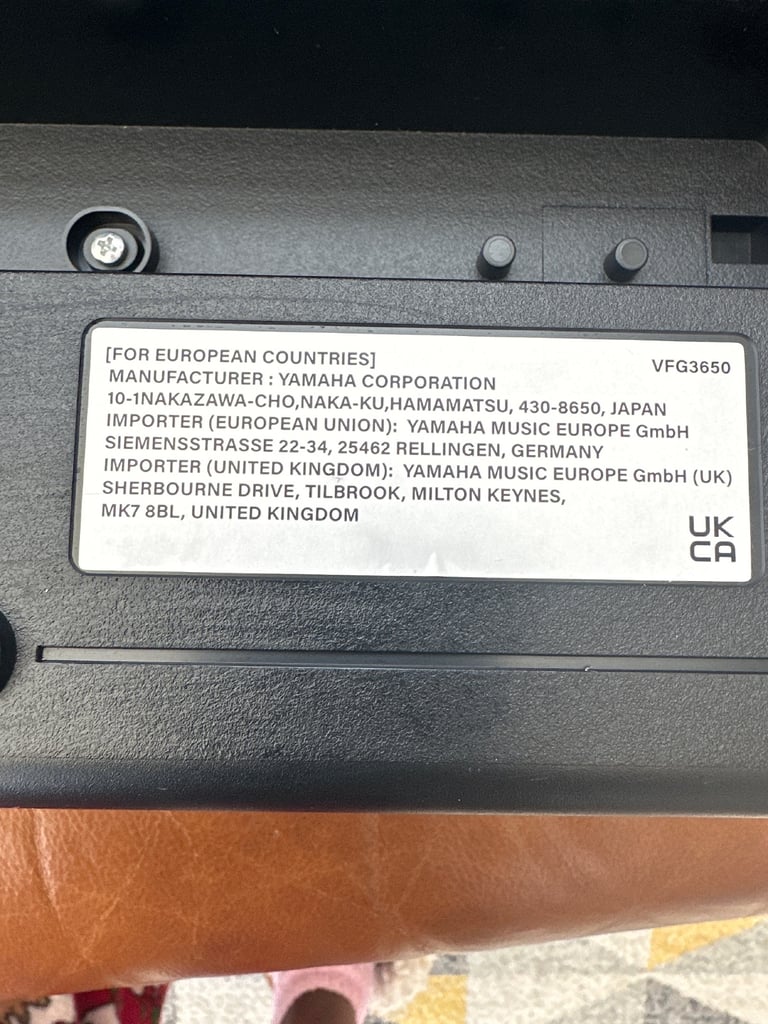 [FOR EUROPEAN COUNTRIES]
VFG3650
MANUFACTURER : YAMAHA CORPORATION
10-1NAKAZAWA-CHO,NAKA-KU,HAMAMATSU, 430-8650, JAPAN
IMPORTER (EUROPEAN UNION): YAMAHA MUSIC EUROPE GmbH
SIEMENSSTRASSE 22-34, 25462 RELLINGEN, GERMANY
IMPORTER (UNITED KINGDOM): YAMAHA MUSIC EUROPE GmbH (UK)
SHERBOURNE DRIVE, TILBROOK, MILTON KEYNES,
MK7 8BL, UNITED KINGDOM
UK
CA